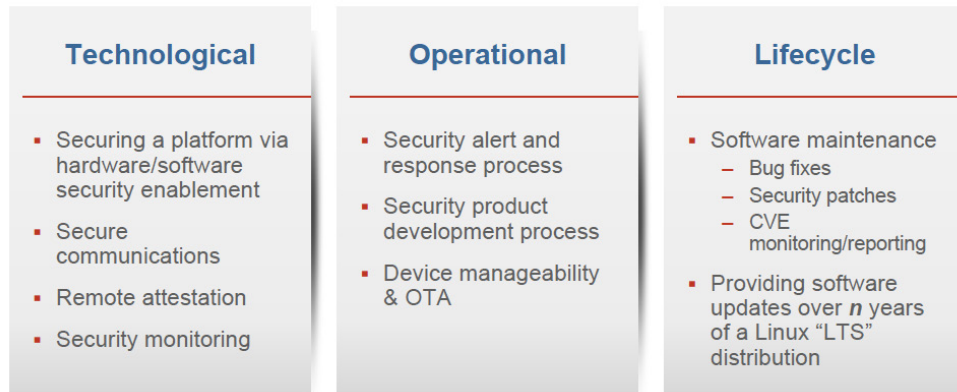 Technological
▪ Securing a platform via
hardware/software
security enablement
▪ Secure
communications
▪ Remote attestation
▪ Security monitoring
Operational
▪ Security alert and
response process
▪ Security product
development process
▪ Device manageability
& OTA
Lifecycle
▪ Software maintenance
– Bug fixes
– Security patches
– CVE
monitoring/reporting
▪ Providing software
updates over n years
of a Linux “LTS”
distribution